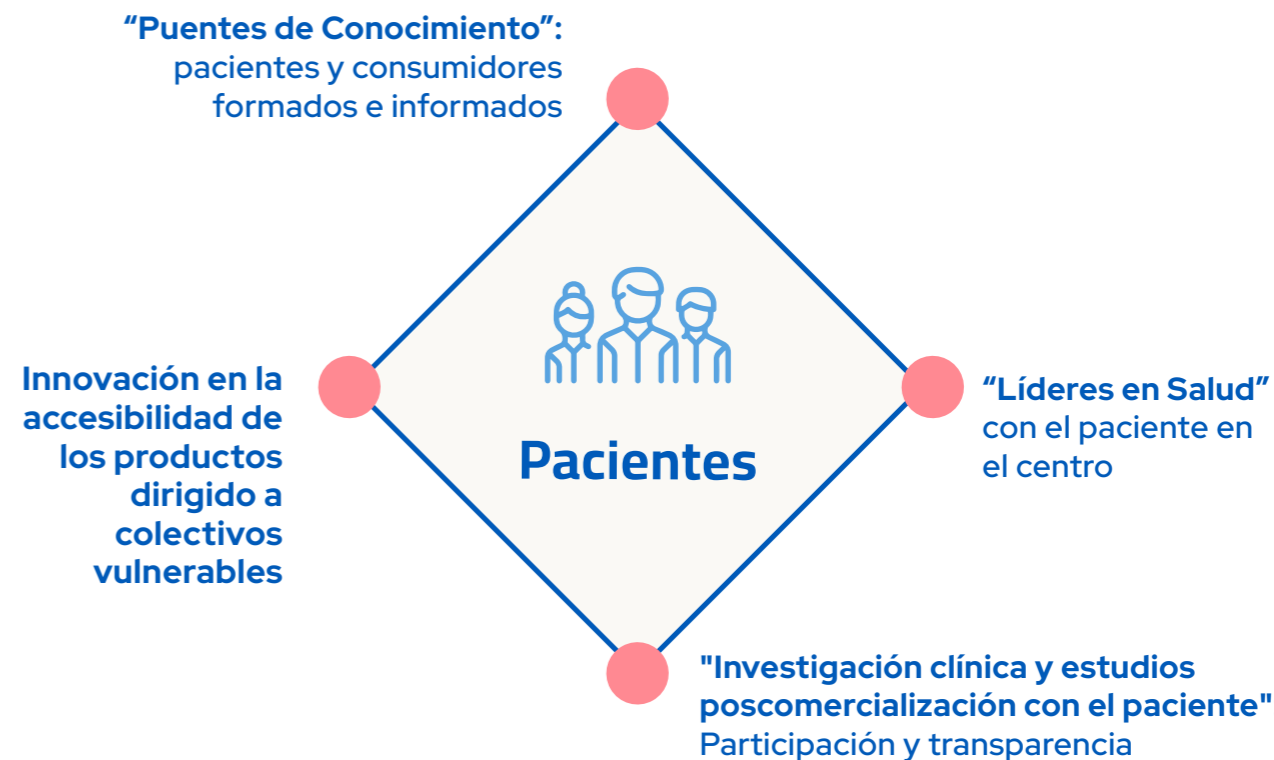 “Puentes de Conocimiento”:
pacientes y consumidores
formados e informados
Innovación en la
accesibilidad de
los productos
dirigido a
colectivos
vulnerables
Pacientes
“Líderes en Salud”
con el paciente en
el centro
"Investigación clínica y estudios
poscomercialización con el paciente"
Participación y transparencia